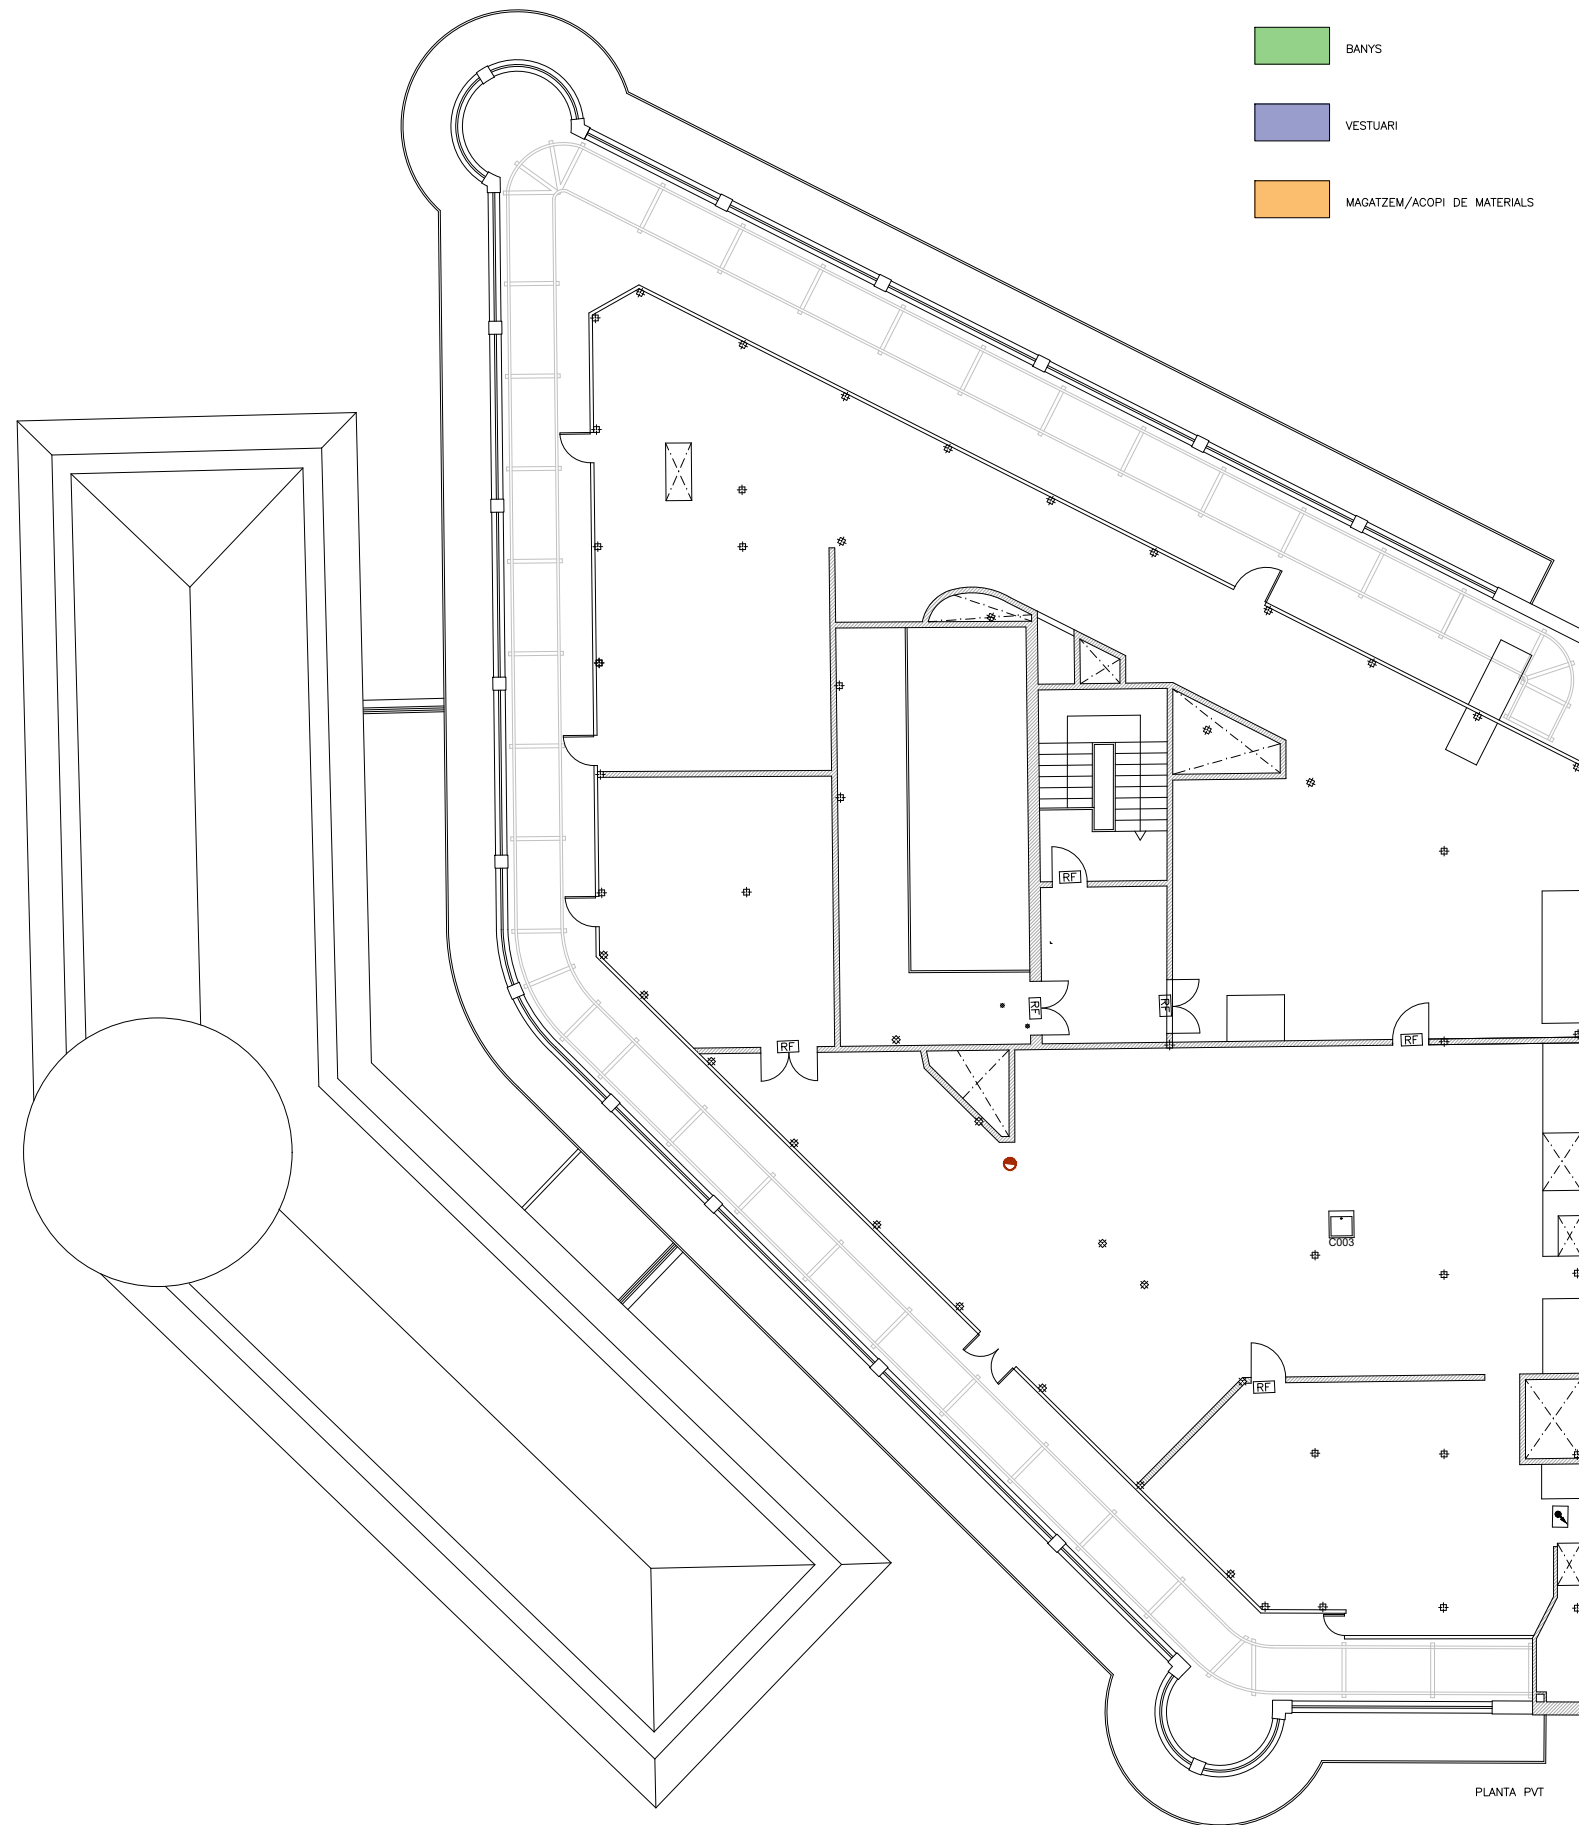 BANYS
VESTUARI
MAGATZEM/ACOPI DE MATERIALS
RF
RF
RF
RF
RF
C003
RF
PLANTA PVT